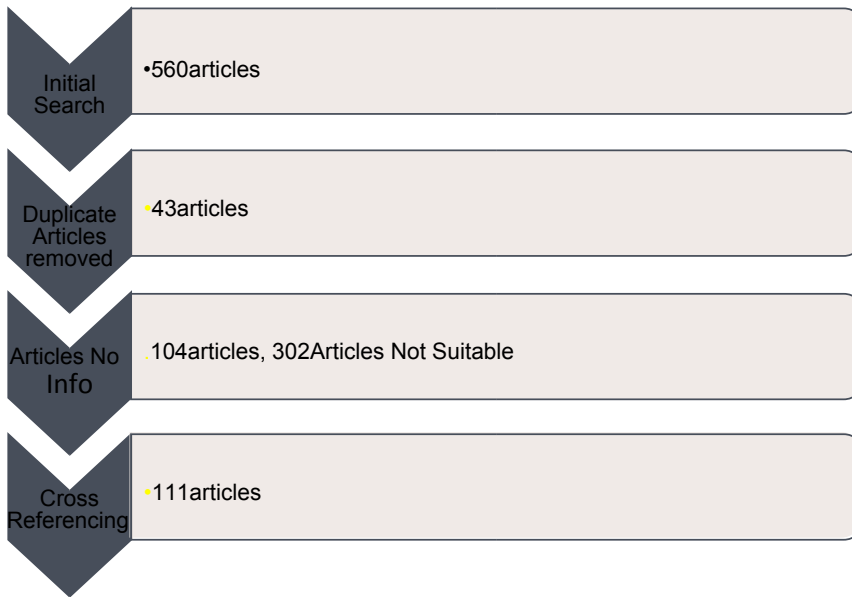 Initial
Search
•560articles
Duplicate
Articles
removed
•43articles
Articles No
Info
.104articles, 302Articles Not Suitable
Cross
Referencing
•111articles